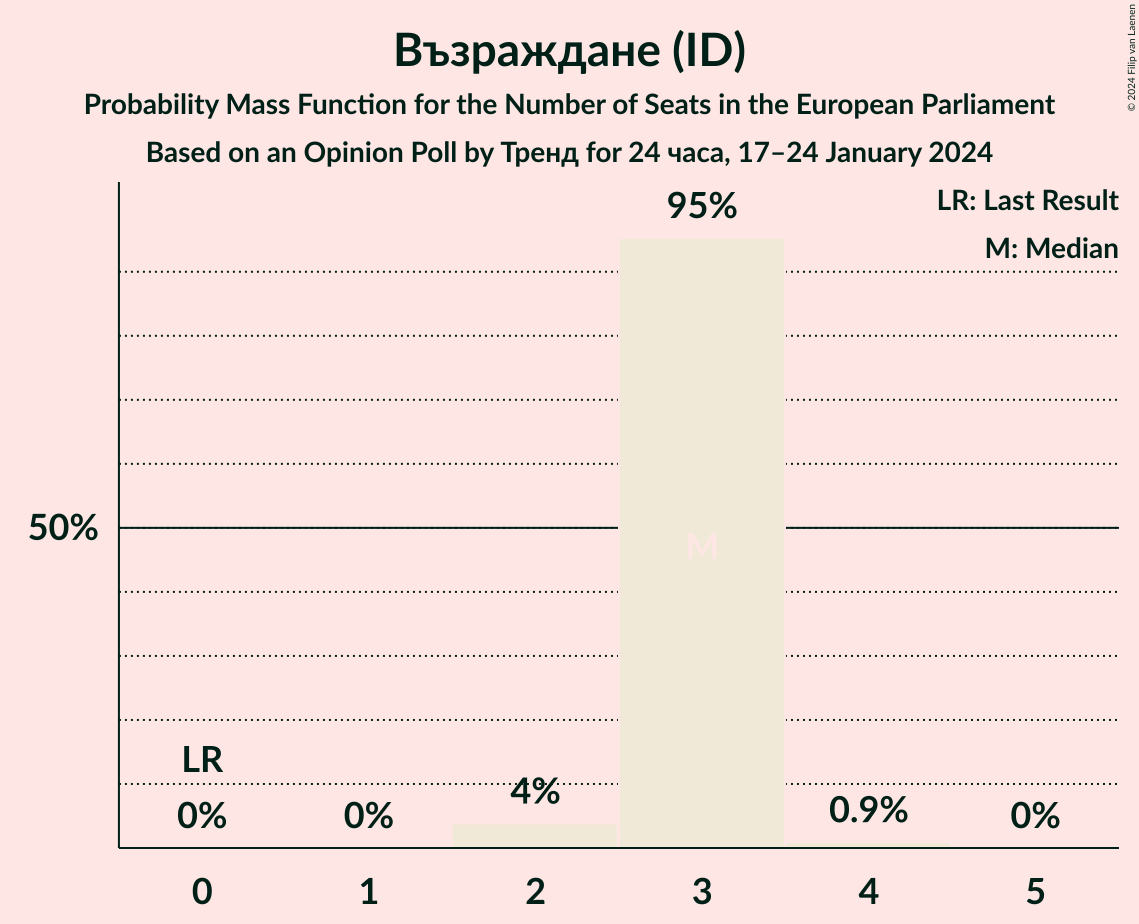 Възраждане (ID)
Probability Mass Function for the Number of Seats in the European Parliament
Based on an Opinion Poll by Тренд for 24 часа, 17–24 January 2024
© 2024 Filip van Laenen
LR: Last Result
M: Median
95%
50%
M
LR
0%
0%
4%
0.9%
0%
0
1
2
3
4
5